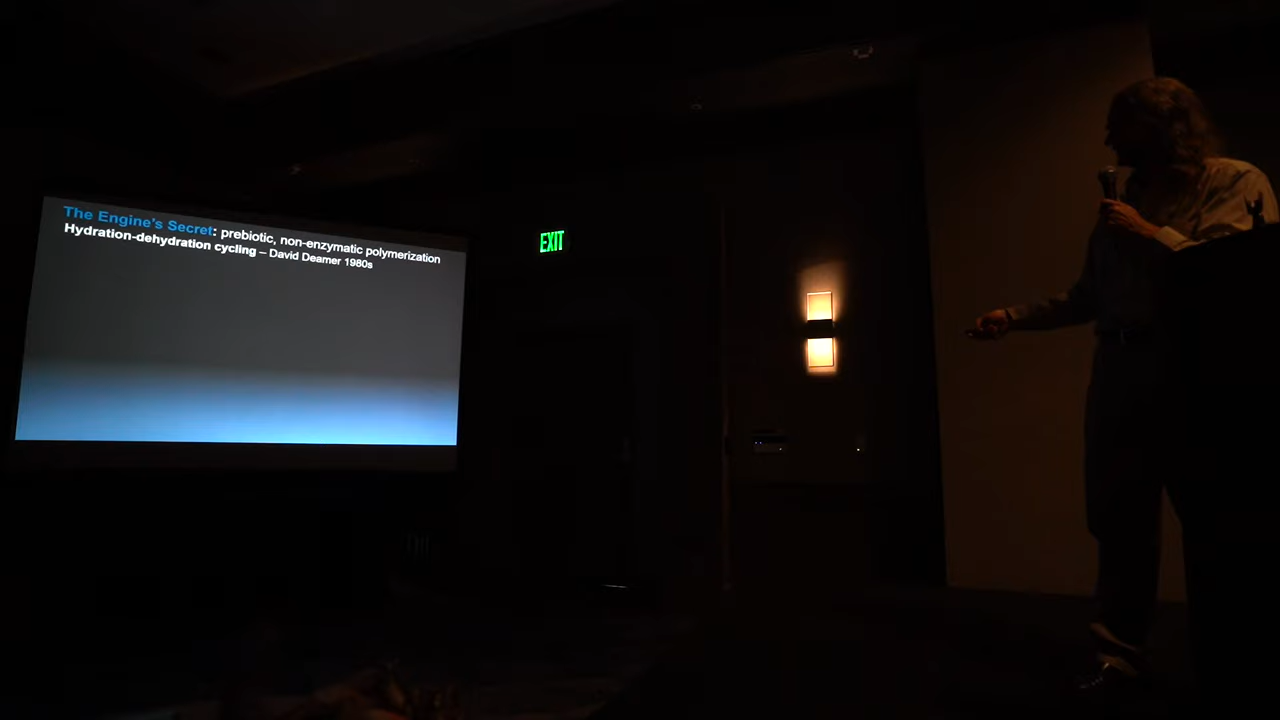 The Engine's Secret: prebiotic, non-enzymatic polymerization
Hydration-dehydration cycling – David Deamer 1980s
EXIT